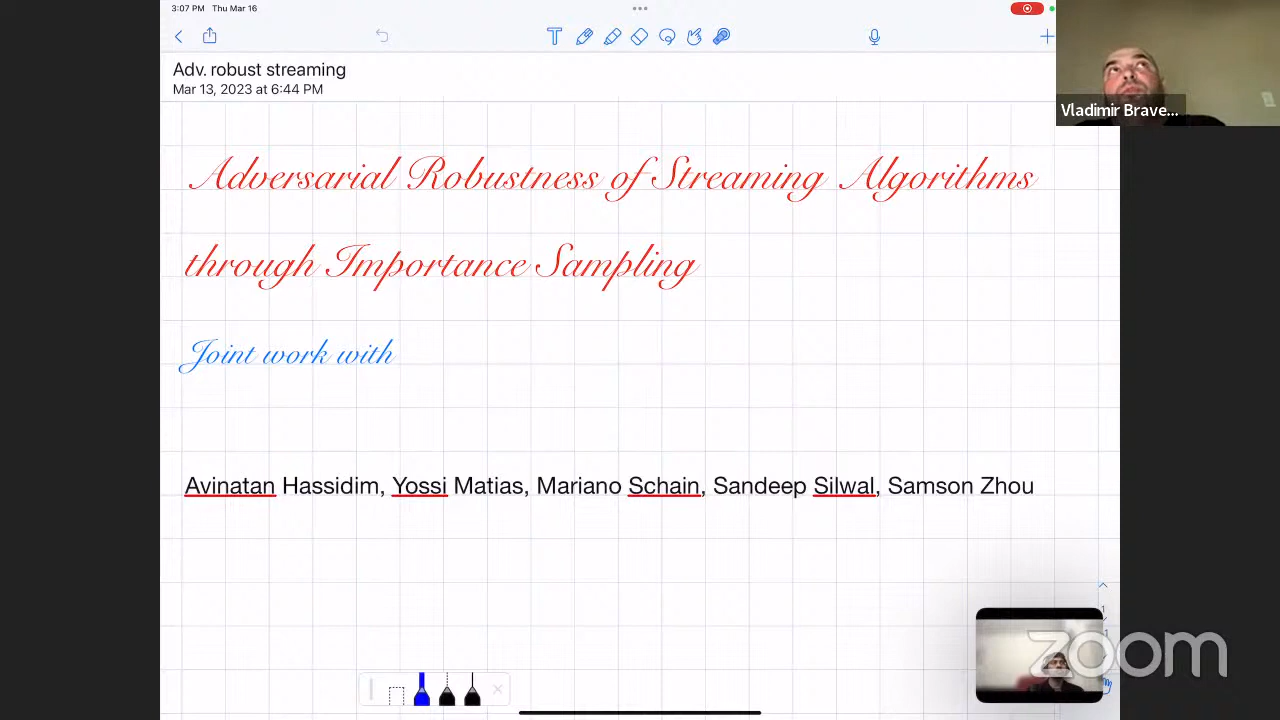 3:07 PM Thu Mar 16
Adv. robust streaming
Mar 13, 2023 at 6:44 PM
Vladimir Brave...
Adversarial Robustness of Streaming Algorithms
through Importance Sampling
Joint work with
Avinatan Hassidim, Yossi Matias, Mariano Schain, Sandeep Silwal, Samson Zhou
1
1
zoom